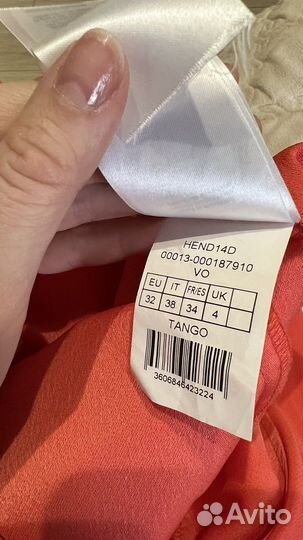 HEND14D
00013-000187910
VO
EU IT FR/ES UK
32 38 34 4
TANGO
3606846423224
Avito